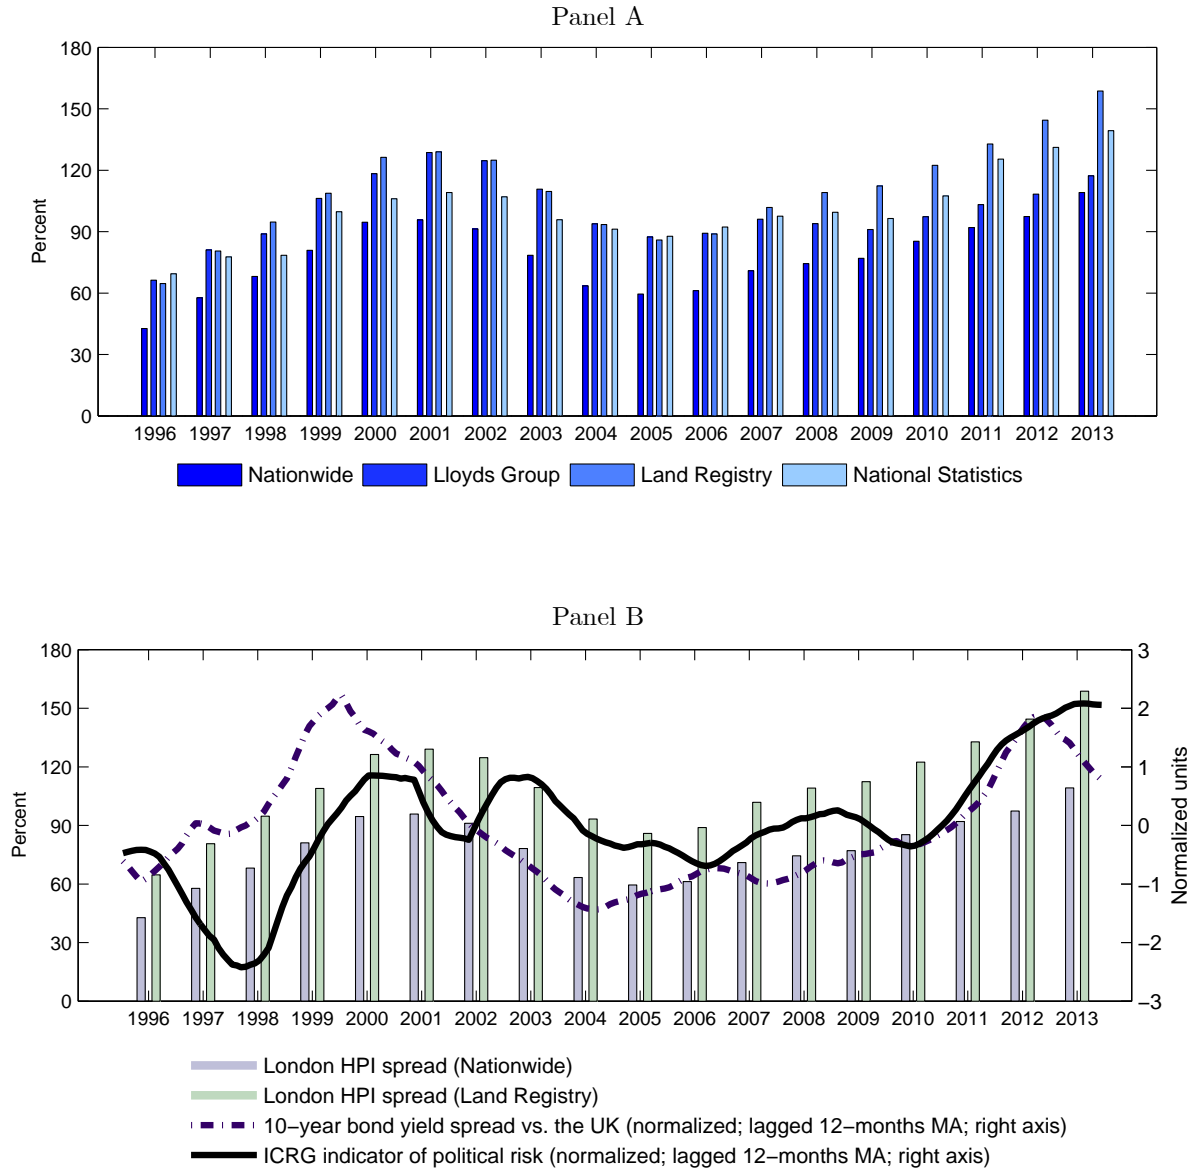 Panel A
180
150
120
90
60
30
0
Percent
1996 1997 1998 1999 2000 2001 2002 2003 2004 2005 2006 2007 2008 2009 2010 2011 2012 2013
Nationwide Lloyds Group Land Registry National Statistics
Panel B
180
150
120
90
60
30
0
Percent
3
2
1
0
−1
−2
−3
Normalized units
1996 1997 1998 1999 2000 2001 2002 2003 2004 2005 2006 2007 2008 2009 2010 2011 2012 2013
London HPI spread (Nationwide)
London HPI spread (Land Registry)
10−year bond yield spread vs. the UK (normalized; lagged 12−months MA; right axis)
ICRG indicator of political risk (normalized; lagged 12−months MA; right axis)